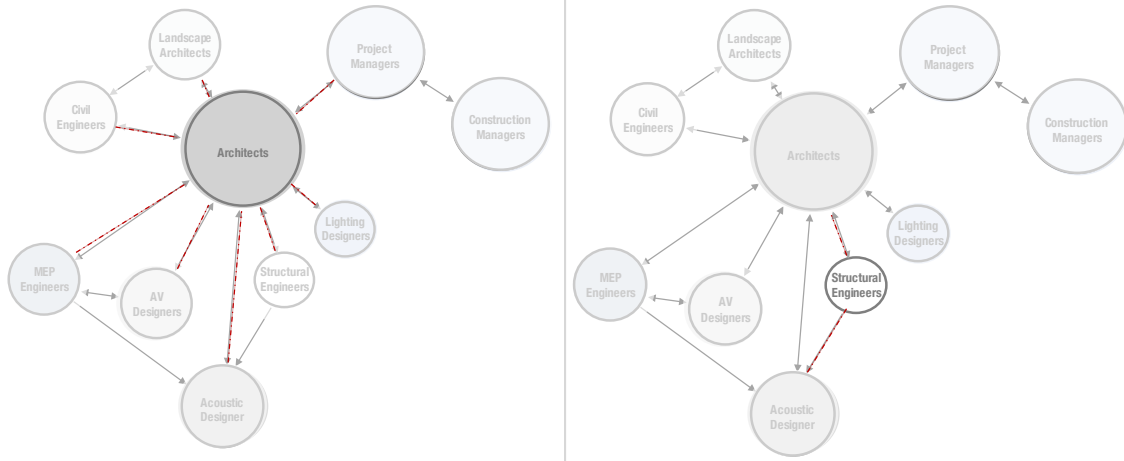 Landscape
Architects
Project
Managers
Civil
Engineers
Construction
Managers
Architects
Lighting
Designers
MEP
Engineers
AV
Designers
Structural
Engineers
Acoustic
Designer
Landscape
Architects
Project
Managers
Civil
Engineers
Construction
Managers
Architects
Lighting
Designers
MEP
Engineers
AV
Designers
Structural
Engineers
Acoustic
Designer